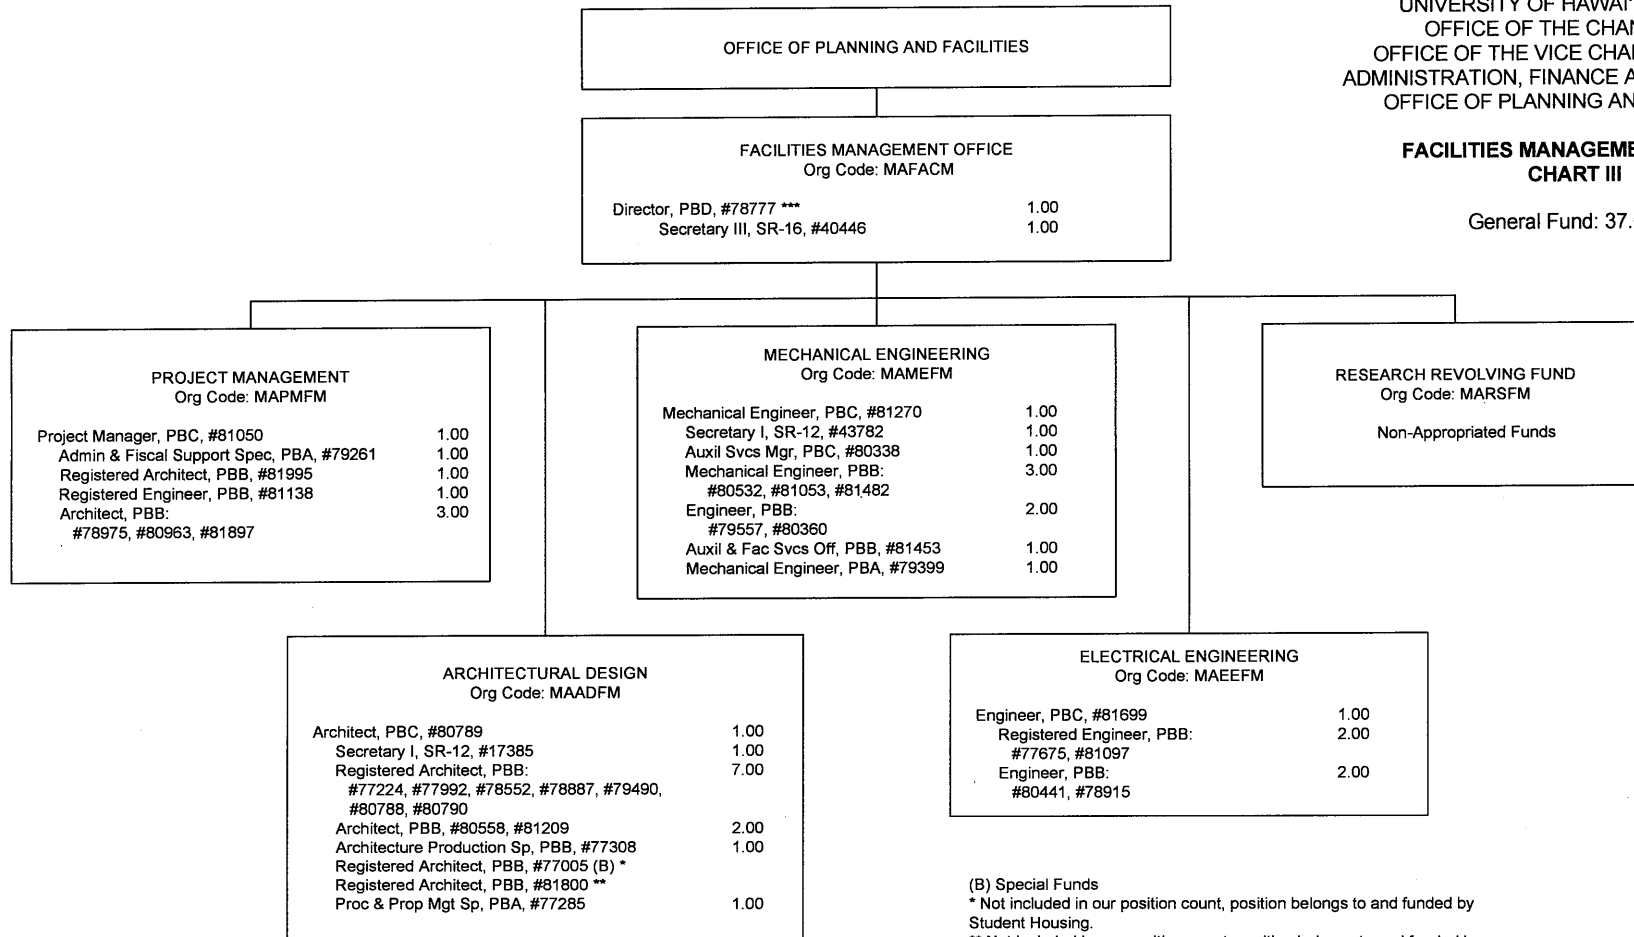 OFFICE OF PLANNING AND FACILITIES
UNIVERSITY OF HAWAI
OFFICE OF THE
OFFICE OF THE VICE
ADMINISTRATION, FINANCE
OFFICE OF PLANNING
FACILITIES
CHART III
General Fund: 37.
FACILITIES MANAGEMENT OFFICE
Org Code: MAFACM
Director, PBD, #78777 *** 1.00
Secretary III, SR-16, #40446 1.00
PROJECT MANAGEMENT
Org Code: MAPMFM
Project Manager, PBC, #81050 1.00
Admin & Fiscal Support Spec, PBA, #79261 1.00
Registered Architect, PBB, #81995 1.00
Registered Engineer, PBB, #81138 1.00
Architect, PBB: 3.00
#78975, #80963, #81897
MECHANICAL ENGINEERING
Org Code: MAMEFM
Mechanical Engineer, PBC, #81270 1.00
Secretary I, SR-12, #43782 1.00
Auxil Svcs Mgr, PBC, #80338 1.00
Mechanical Engineer, PBB: 3.00
#80532, #81053, #81482
Engineer, PBB: 2.00
#79557, #80360
Auxil & Fac Svcs Off, PBB, #81453 1.00
Mechanical Engineer, PBA, #79399 1.00
RESEARCH REVOLVING FUND
Org Code: MARSFM
Non-Appropriated Funds
ARCHITECTURAL DESIGN
Org Code: MAADFM
Architect, PBC, #80789 1.00
Secretary I, SR-12, #17385 1.00
Registered Architect, PBB: 7.00
#77224, #77992, #78552, #78887, #79490,
#80788, #80790
Architect, PBB, #80558, #81209 2.00
Architecture Production Sp, PBB, #77308 1.00
Registered Architect, PBB, #77005 (B) *
Registered Architect, PBB, #81800 **
Proc & Prop Mgt Sp, PBA, #77285 1.00
ELECTRICAL ENGINEERING
Org Code: MAEEFM
Engineer, PBC, #81699 1.00
Registered Engineer, PBB: 2.00
#77675, #81097
Engineer, PBB: 2.00
#80441, #78915
(B) Special Funds
* Not included in our position count, position belongs to and funded by
Student Housing.